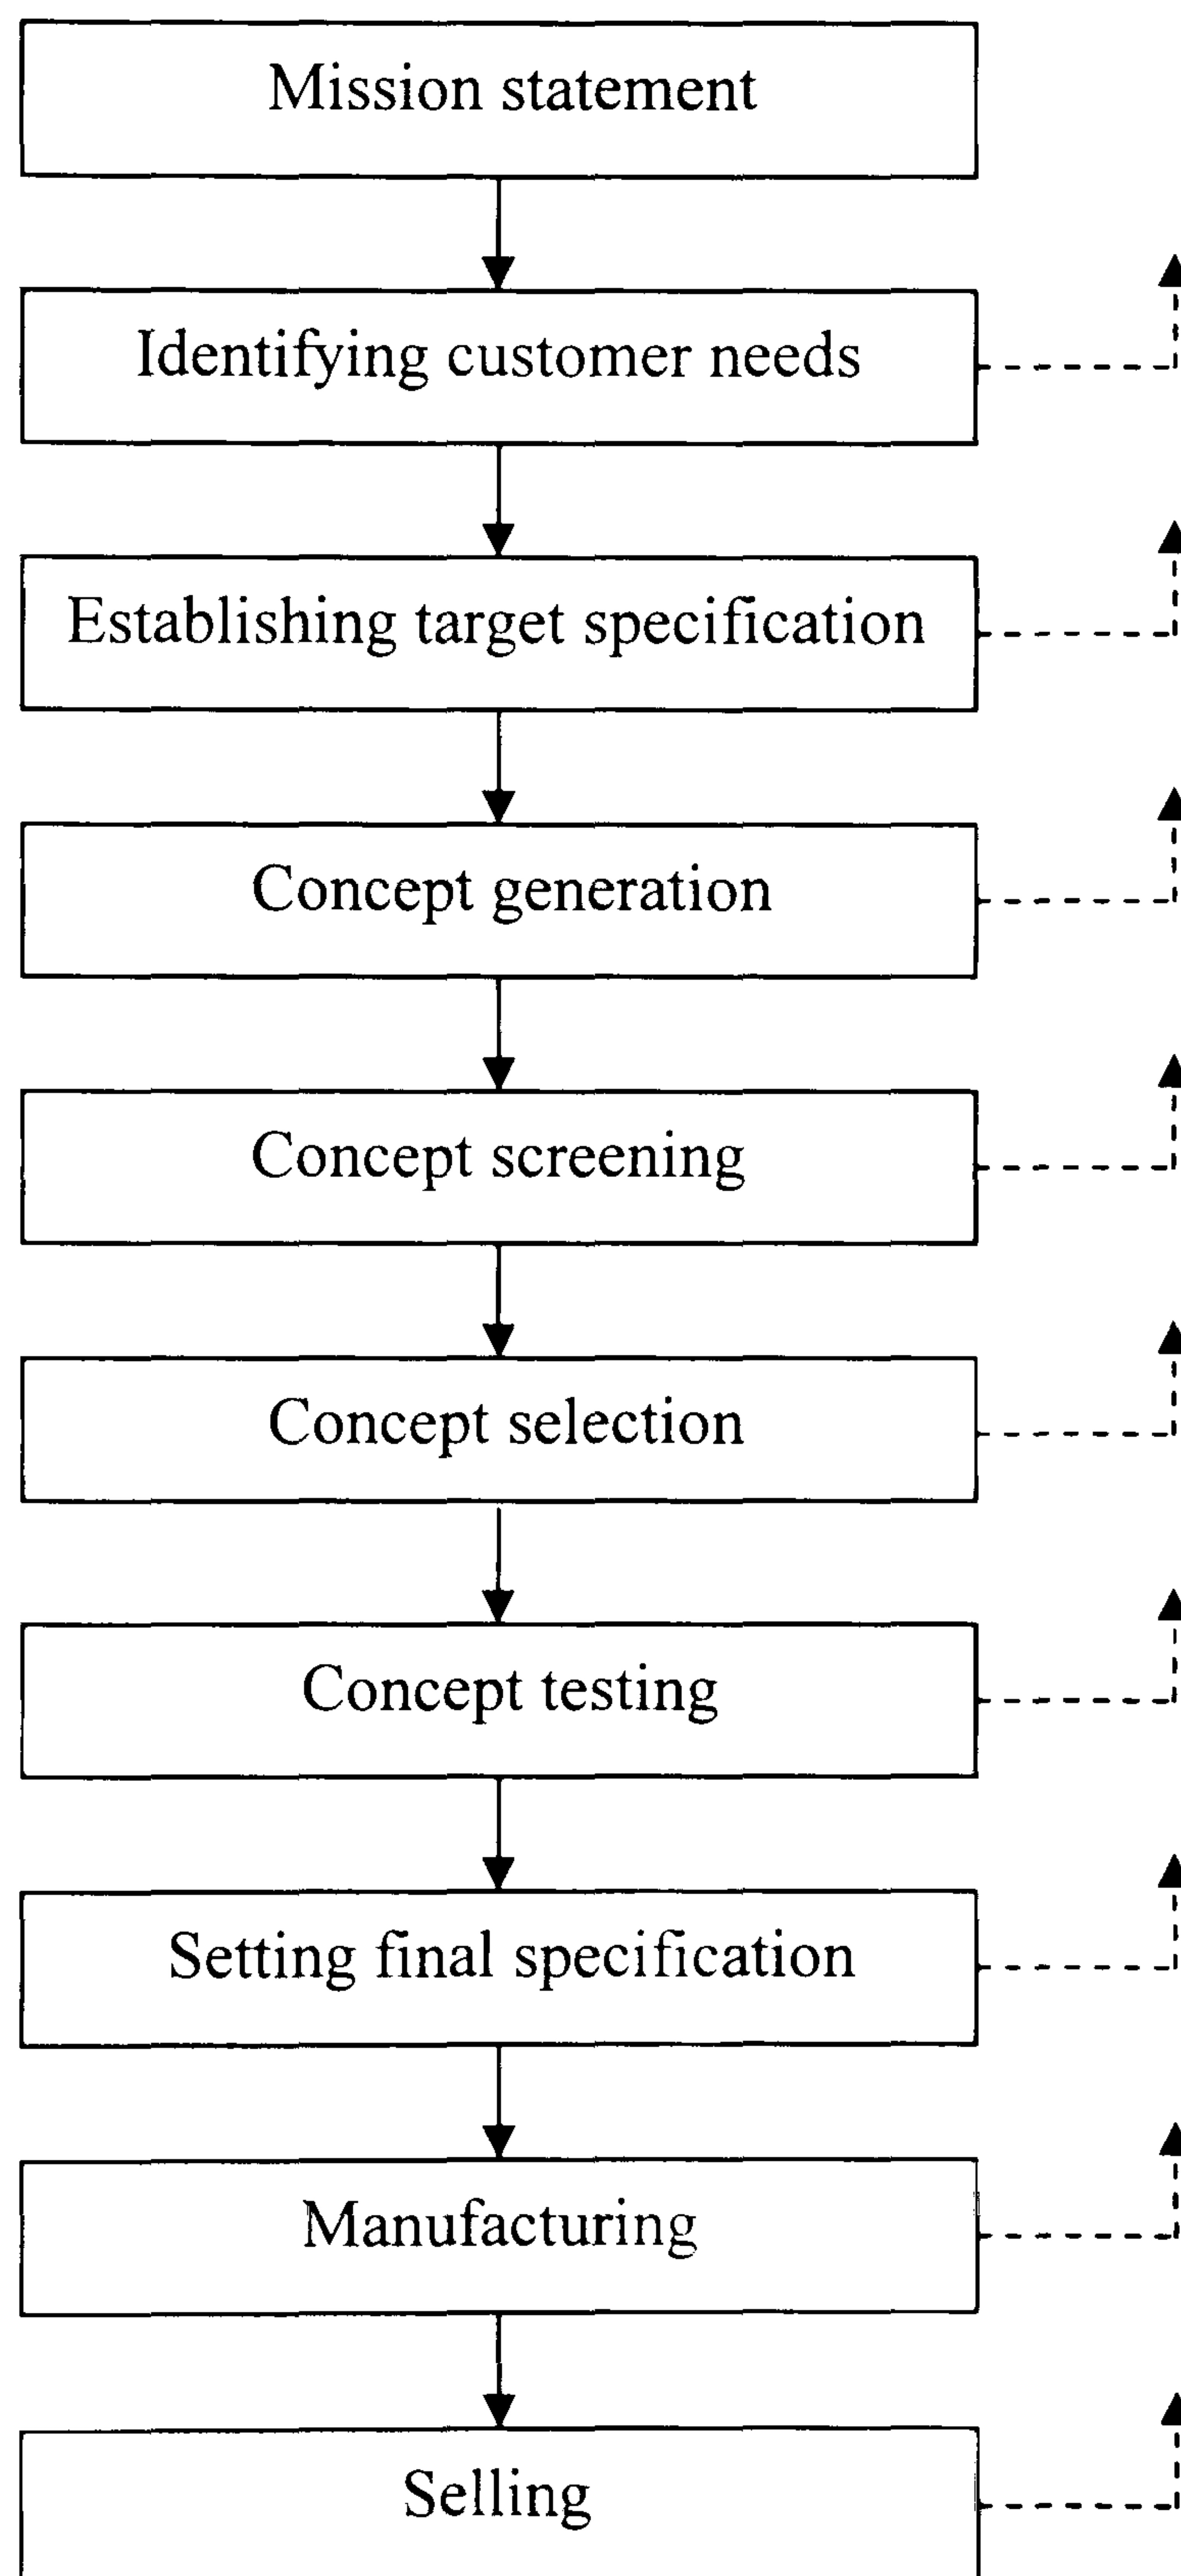 Mission statement
Identifying customer needs
Establishing target specification
Concept generation
Concept screening
Concept selection
Concept testing
Setting final specification
Manufacturing
Selling